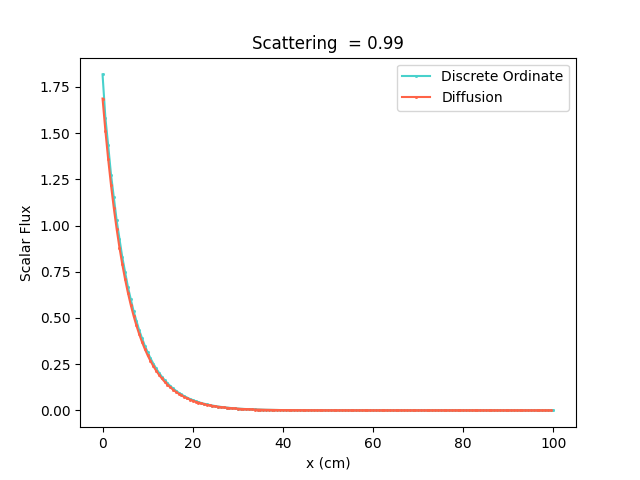 Scattering  = 0.99
Discrete Ordinate
Diffusion
Scalar Flux
1.75
1.50
1.25
1.00
0.75
0.50
0.25
0.00
0 20 40 60 80 100
x (cm)